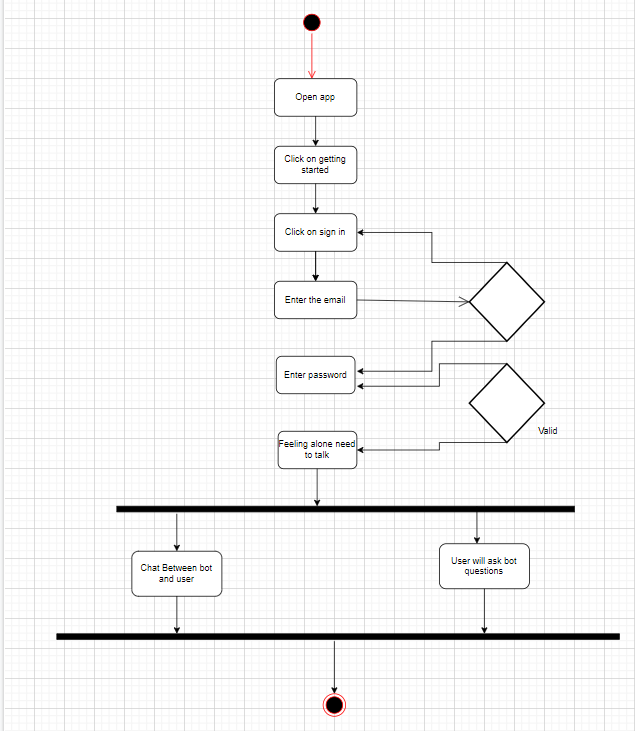 Open app
Click on getting
started
Click on sign in
Enter the email
Enter password
Valid
Feeling alone need
to talk
Chat Between bot
and user
User will ask bot
questions